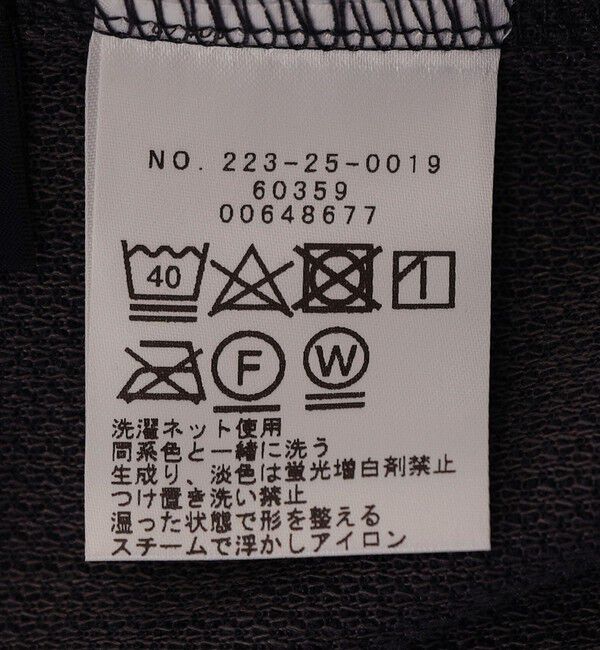 NO. 223-25-0019
60359
00648677
40
F W
洗濯ネット使用
同系色と一緒に洗う
生成り、淡色は蛍光増白剤禁止
つけ置き洗い禁止
湿った状態で形を整える
スチームで浮かしアイロン